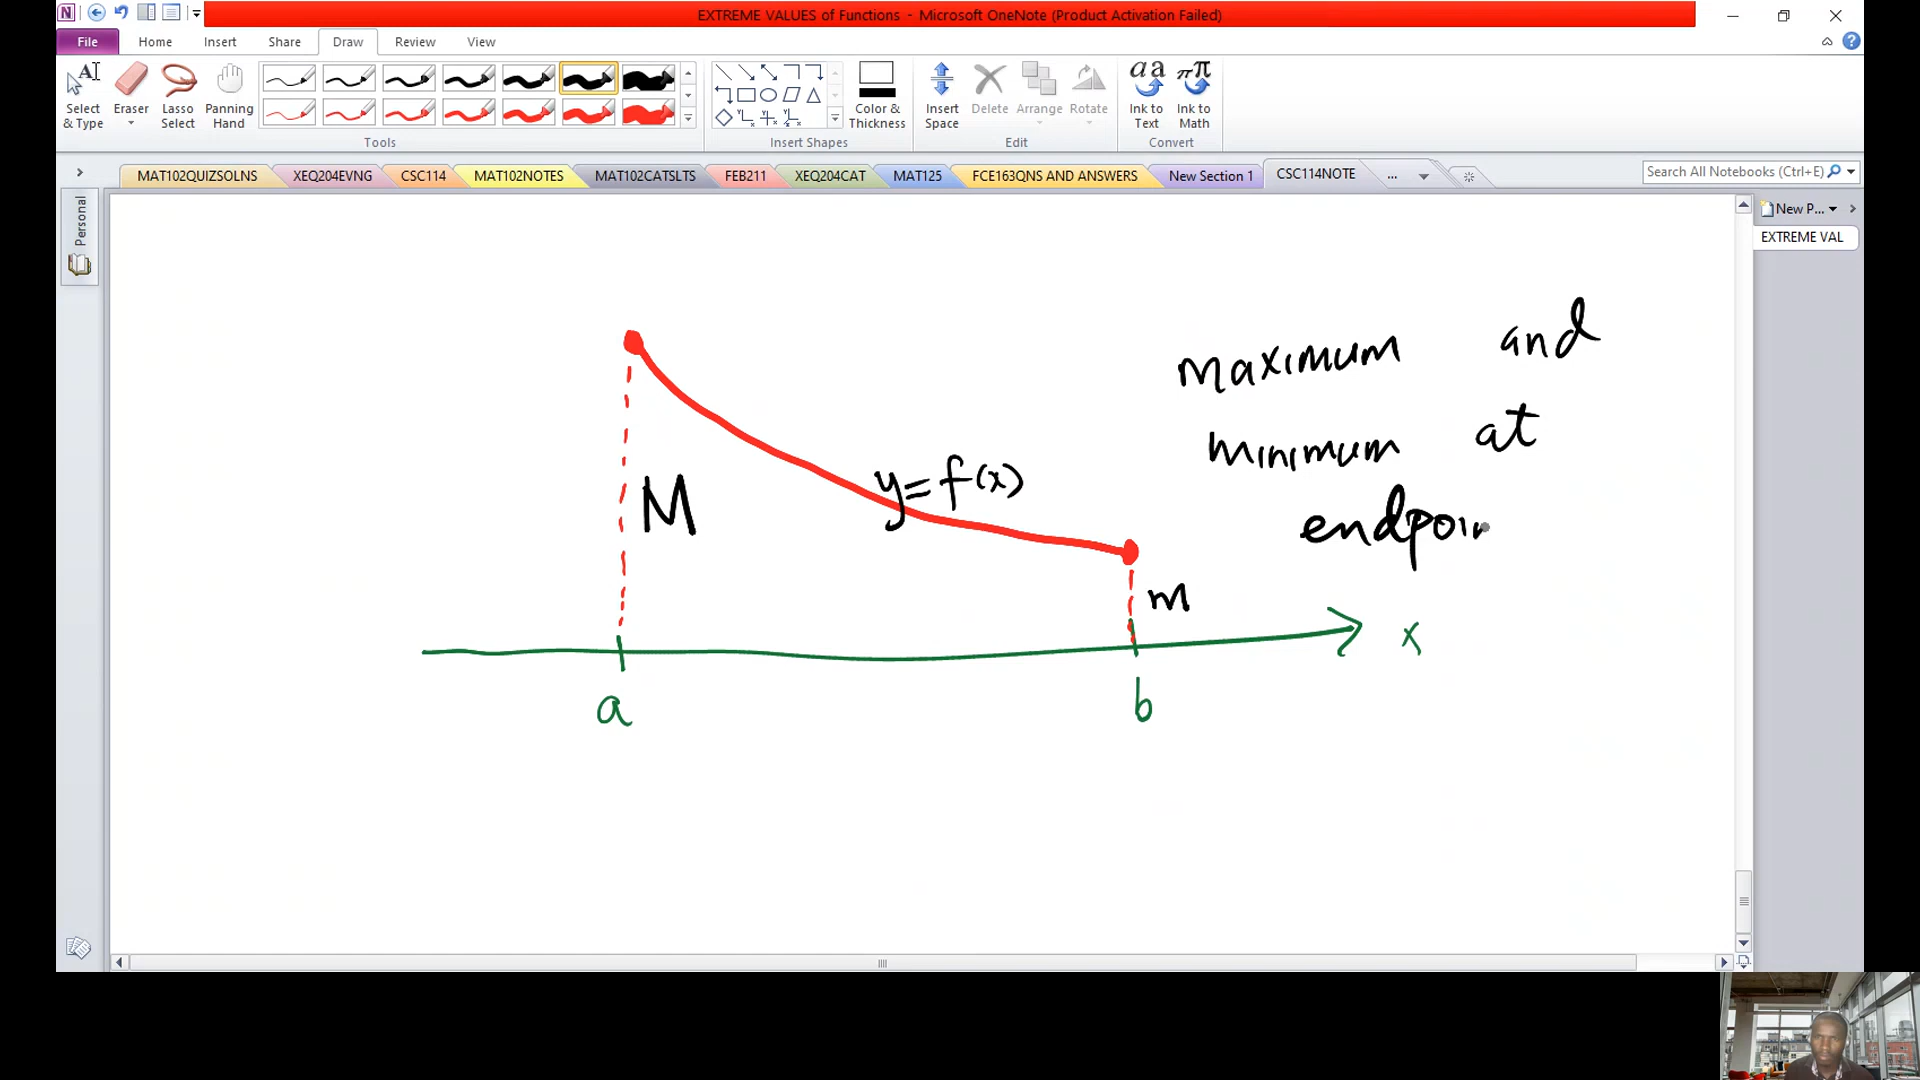 EXTREME VALUES of Functions - Microsoft OneNote (Product Activation Failed)
File Home Insert Share Draw Review View
Select & Type
Eraser
Lasso Select
Panning Hand
Color & Thickness
Insert Space
Delete
Arrange
Rotate
Ink to Text
Ink to Math
Tools
Insert Shapes
Edit
Convert
MAT102QUIZSOLNS XEQ204EVNG CSC114 MAT102NOTES MAT102CATSLTS FEB211 XEQ204CAT MAT125 FCE163QNS AND ANSWERS New Section 1 CSC114NOTE ...
Search All Notebooks (Ctrl+E)
Personal
New P...
EXTREME VAL
maximum and
minimum at
endpoin
y=f(x)
M
m
x
a
b